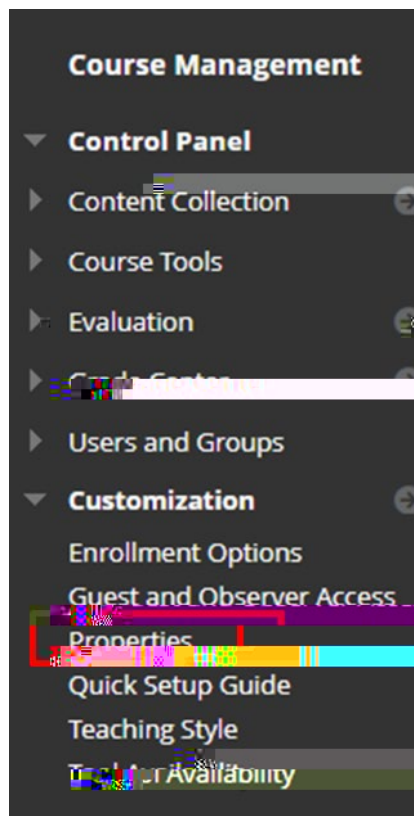 Course Management
Control Panel
Content Collection
Course Tools
Evaluation
Users and Groups
Customization
Enrollment Options
Guest and Observer Access
Properties
Quick Setup Guide
Teaching Style
Availability